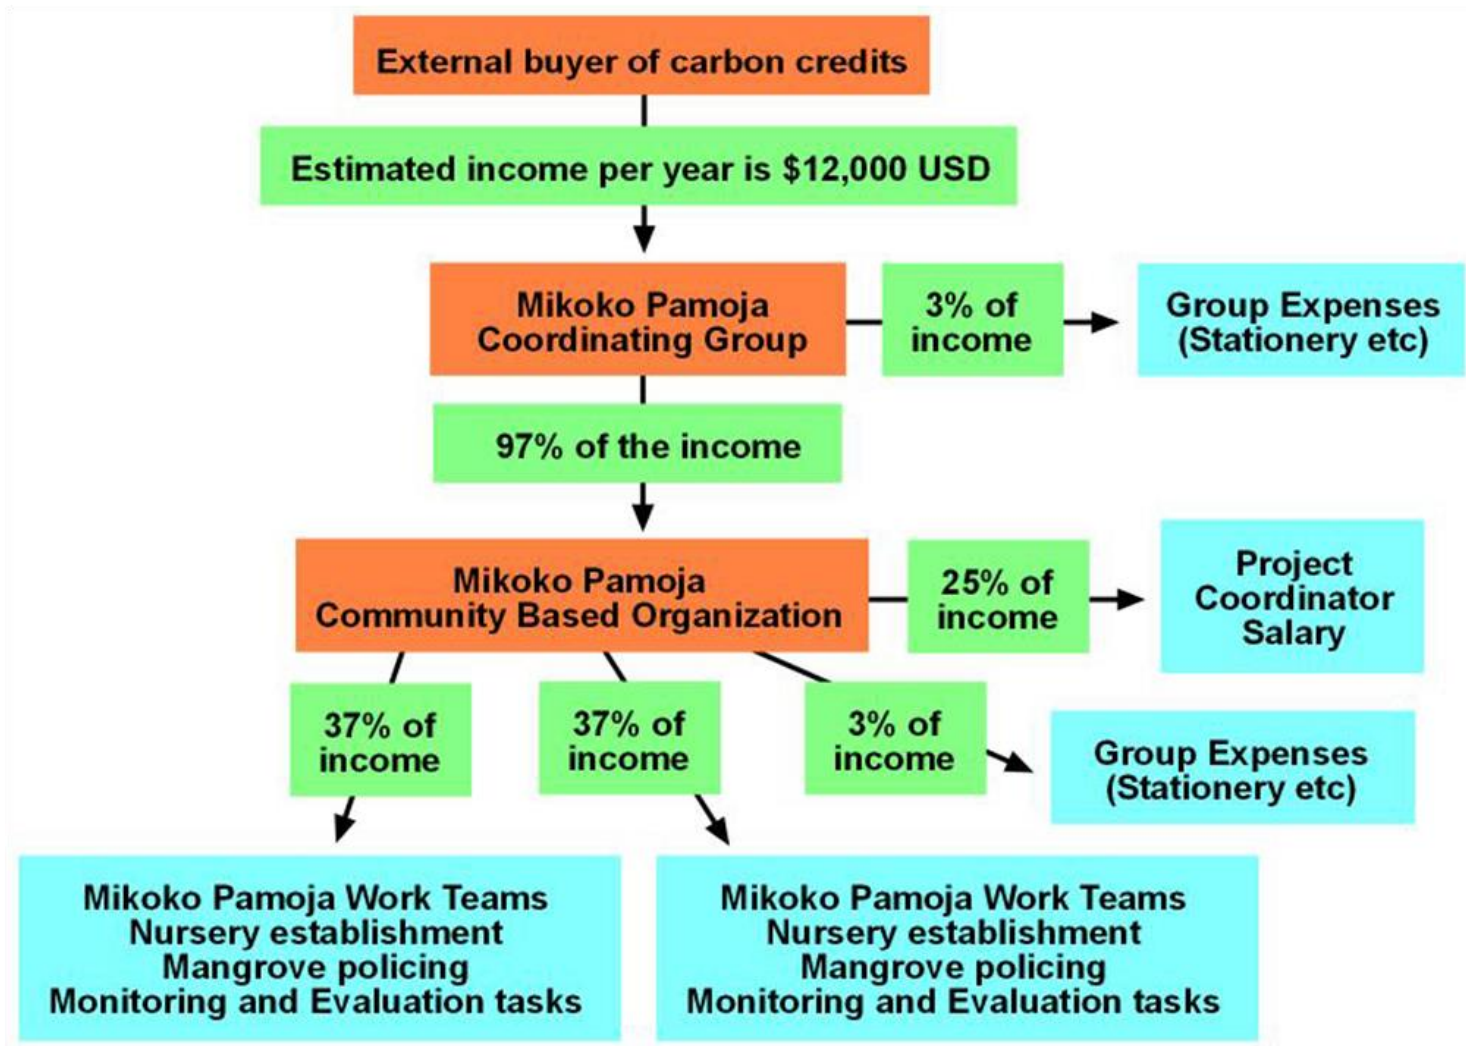 External buyer of carbon credits
Estimated income per year is $12,000 USD
Mikoko Pamoja
Coordinating Group
3% of
income
Group Expenses
(Stationery etc)
97% of the income
Mikoko Pamoja
Community Based Organization
25% of
income
Project
Coordinator
Salary
37% of
income
37% of
income
3% of
income
Group Expenses
(Stationery etc)
Mikoko Pamoja Work Teams
Nursery establishment
Mangrove policing
Monitoring and Evaluation tasks
Mikoko Pamoja Work Teams
Nursery establishment
Mangrove policing
Monitoring and Evaluation tasks